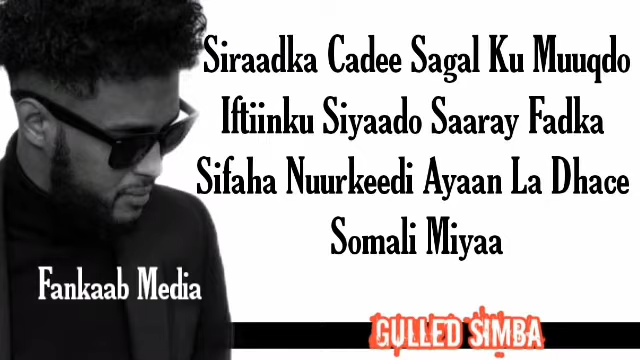 Siraadka Cadee Sagal Ku Muuqdo
Iftiinku Siyaado Saaray Fadka
Sifaha Nuurkeedi Ayaan La Dhace
Somali Miyaa
Fankaab Media
GULLED SIMBA